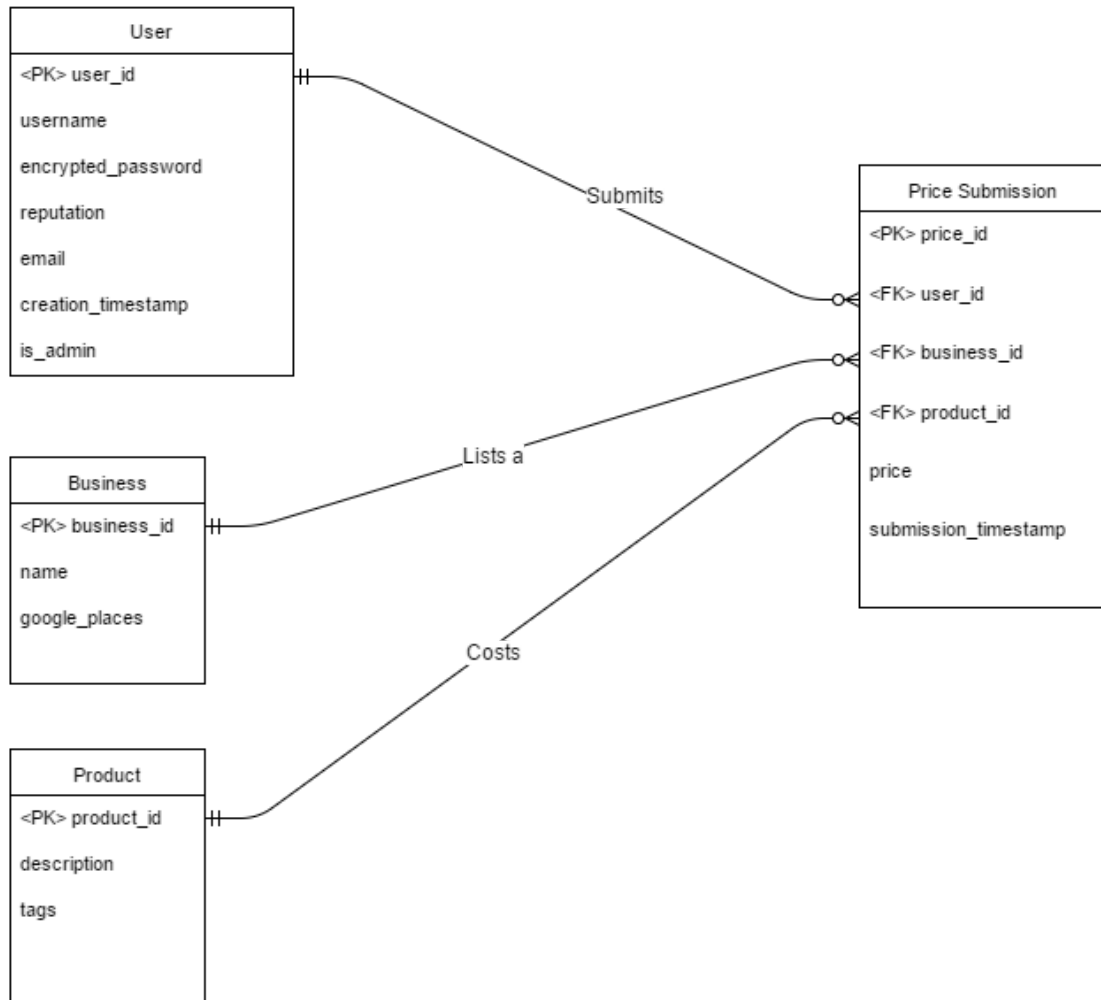 User
<PK> user_id
username
encrypted_password
reputation
email
creation_timestamp
is_admin
Submits
Price Submission
<PK> price_id
<FK> user_id
<FK> business_id
<FK> product_id
price
submission_timestamp
Lists a
Business
<PK> business_id
name
google_places
Costs
Product
<PK> product_id
description
tags